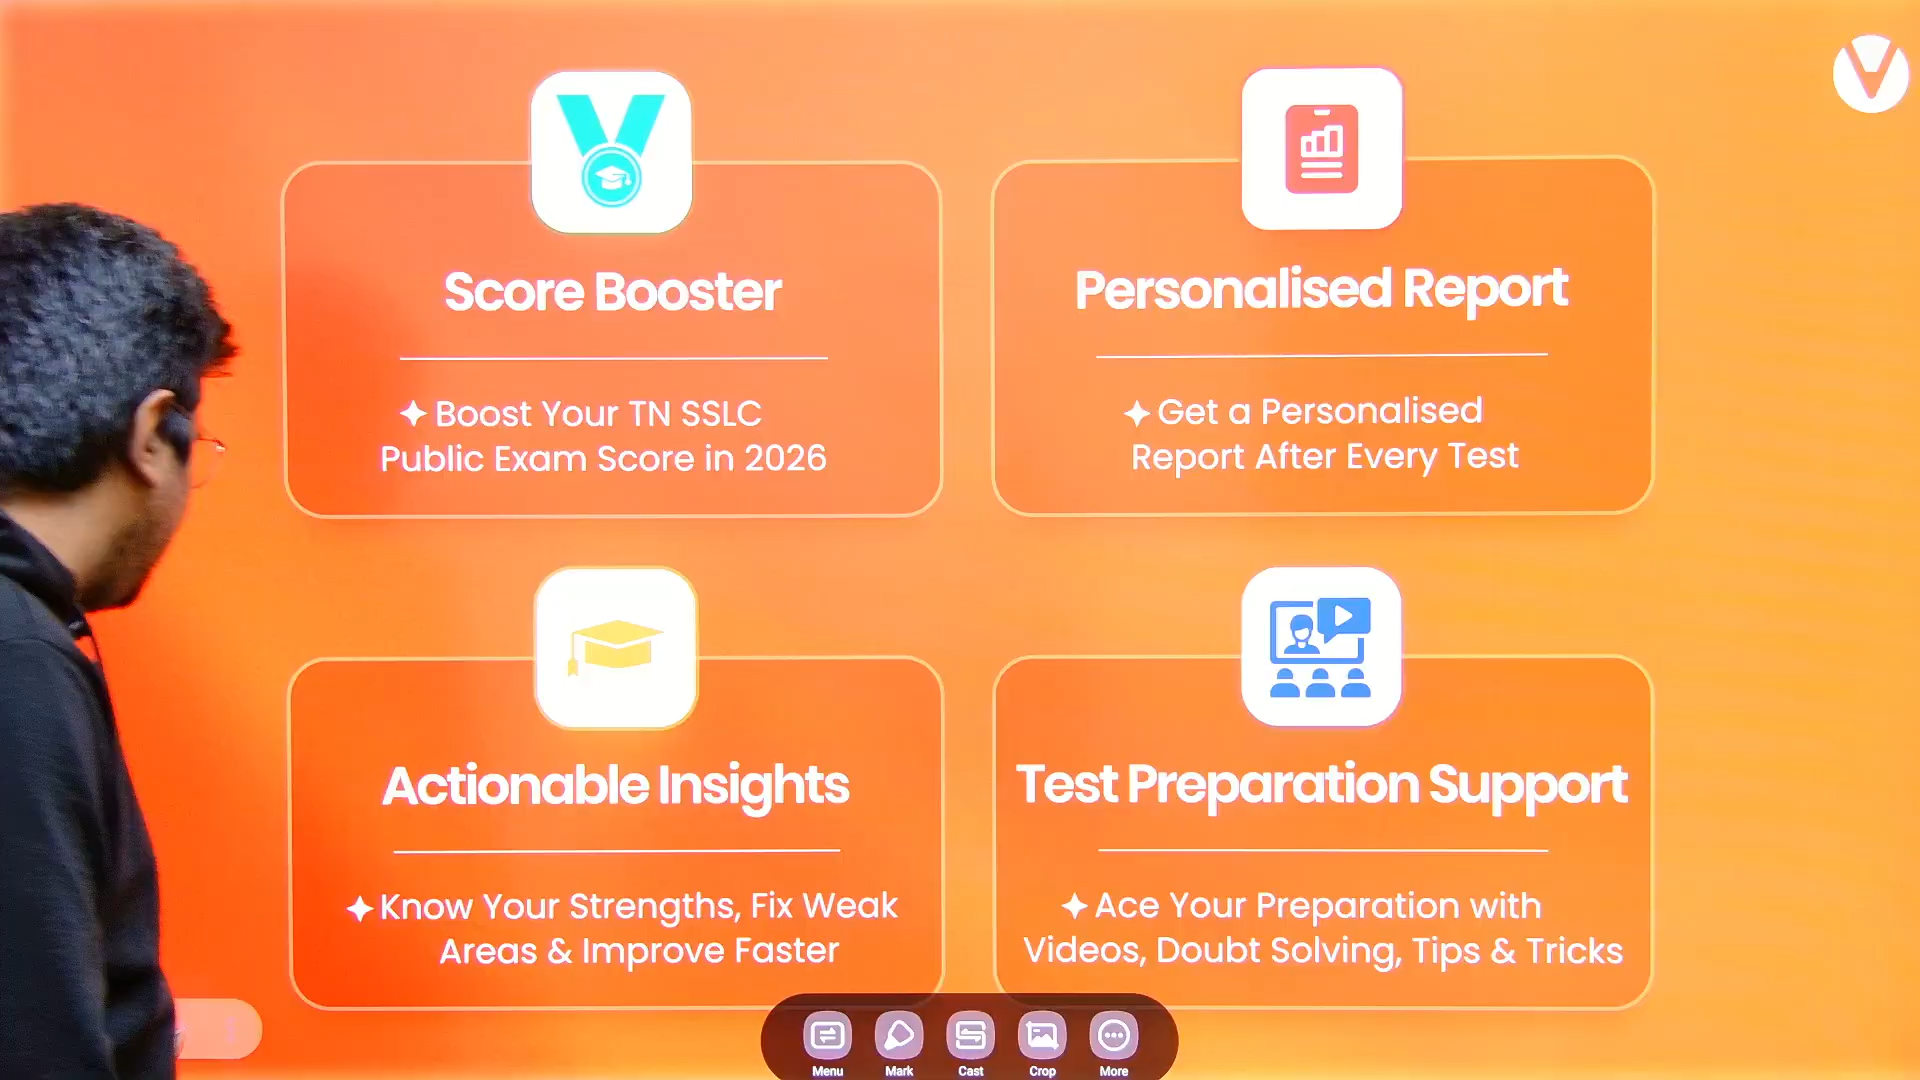 Score Booster
Boost Your TN SSLC
Public Exam Score in 2026
Personalised Report
Get a Personalised
Report After Every Test
Actionable Insights
Know Your Strengths, Fix Weak
Areas & Improve Faster
Test Preparation Support
Ace Your Preparation with
Videos, Doubt Solving, Tips & Tricks
Menu
Mark
Cast
Crop
More